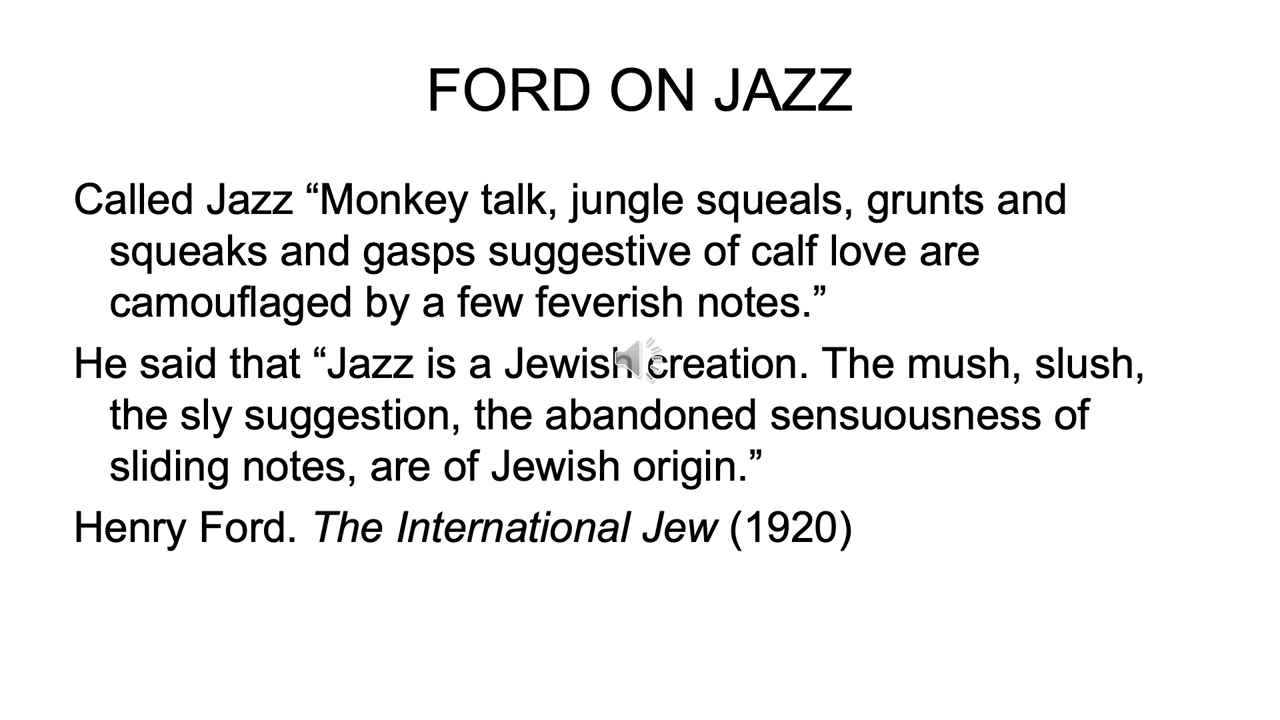 FORD ON JAZZ
Called Jazz “Monkey talk, jungle squeals, grunts and
squeaks and gasps suggestive of calf love are
camouflaged by a few feverish notes.”
He said that “Jazz is a Jewish creation. The mush, slush,
the sly suggestion, the abandoned sensuousness of
sliding notes, are of Jewish origin.”
Henry Ford. The International Jew (1920)